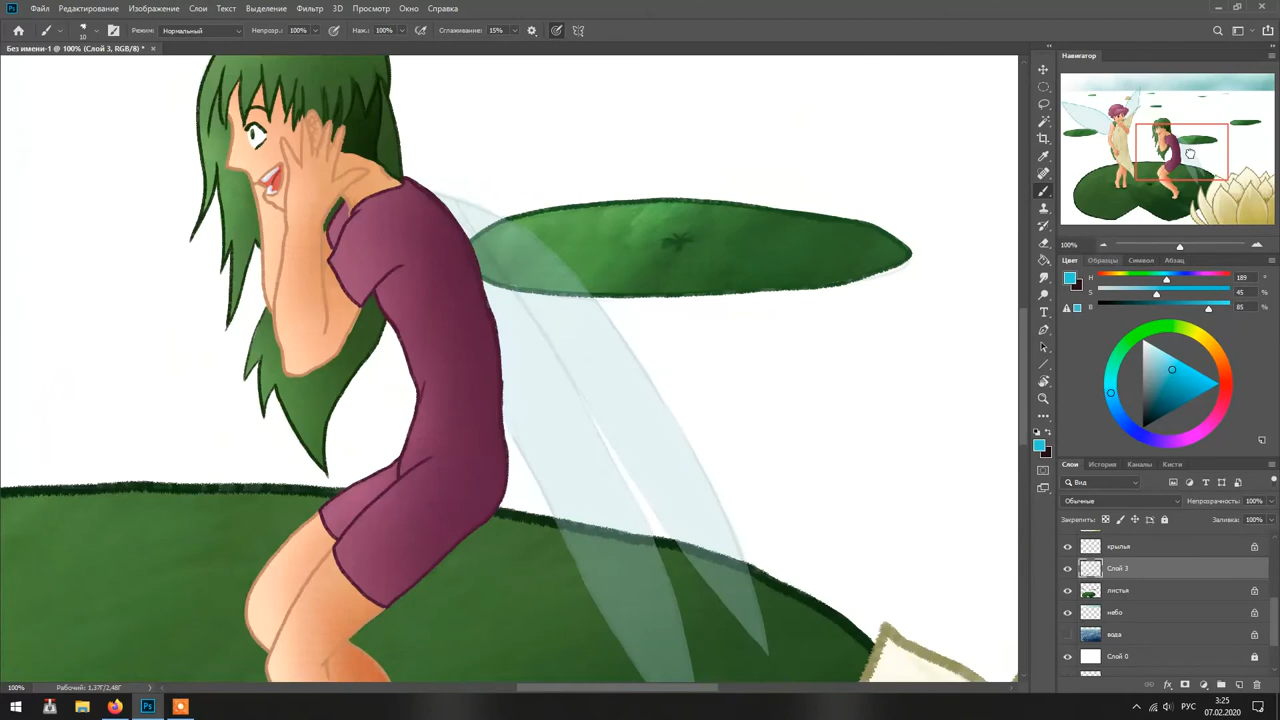 Файл Редактирование Изображение Слои Текст Выделение Фильтр 3D Просмотр Окно Справка
10 Режим: Нормальный Непрозр.: 100% Наж.: 100% Сглаживание: 15%
Без имени-1 @ 100% (Слой 3, RGB/8) *
Навигатор
100%
Цвет Образцы Символ Абзац
H 189 °
S 45 %
B 85 %
Слои История Каналы Кисти
Вид
Обычные Непрозрачность: 100%
Закрепить: Заливка: 100%
крылья
Слой 3
листья
небо
вода
Слой 0
100% Рабочий: 1,37Г/2,48Г
РУС
3:25
07.02.2020